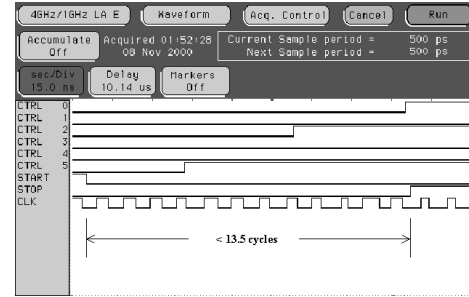 4GHz/1GHz LA E Waveform Acq. Control Cancel Run
Accumulate Off Acquired 01:52:28 08 Nov 2000 Current Sample period = 500 ps
Next Sample period = 500 ps
sec/Div 15.0 ns Delay 10.14 us Markers Off
CTRL 0
CTRL 1
CTRL 2
CTRL 3
CTRL 4
CTRL 5
START
STOP
CLK
< 13.5 cycles